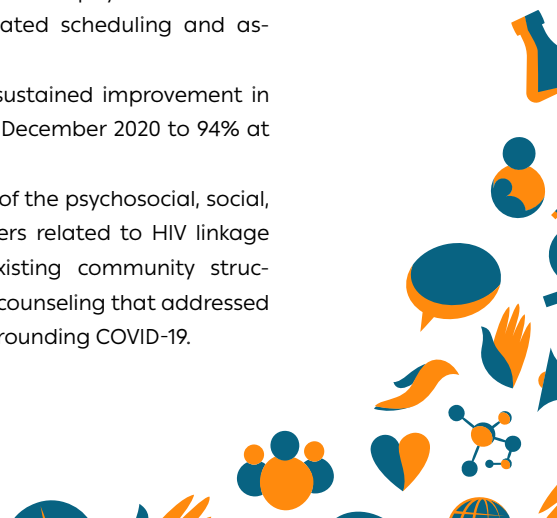 ated scheduling and as-
sustained improvement in
December 2020 to 94% at
of the psychosocial, social,
ers related to HIV linkage
xisting community struc-
counseling that addressed
rounding COVID-19.